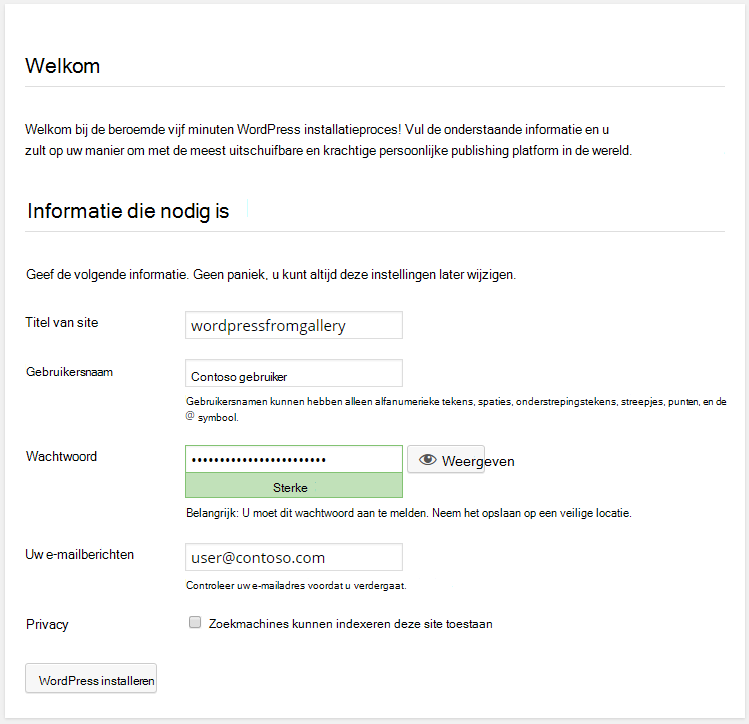 Welkom
Welkom bij de beroemde vijf minuten WordPress installatieproces! Vul de onderstaande informatie en u
zult op uw manier om met de meest uitschuifbare en krachtige persoonlijke publishing platform in de wereld.
Informatie die nodig is
Geef de volgende informatie. Geen paniek, u kunt altijd deze instellingen later wijzigen.
Titel van site
wordpressfromgallery
Gebruikersnaam
Contoso gebruiker
Gebruikersnamen kunnen hebben alleen alfanumerieke tekens, spaties, onderstrepingstekens, streepjes, punten, en de
@ symbool.
Wachtwoord
••••••••••••••••••••••••
Weergeven
Sterke
Belangrijk: U moet dit wachtwoord aan te melden. Neem het opslaan op een veilige locatie.
Uw e-mailberichten
user@contoso.com
Controleer uw e-mailadres voordat u verdergaat.
Privacy
Zoekmachines kunnen indexeren deze site toestaan
WordPress installeren